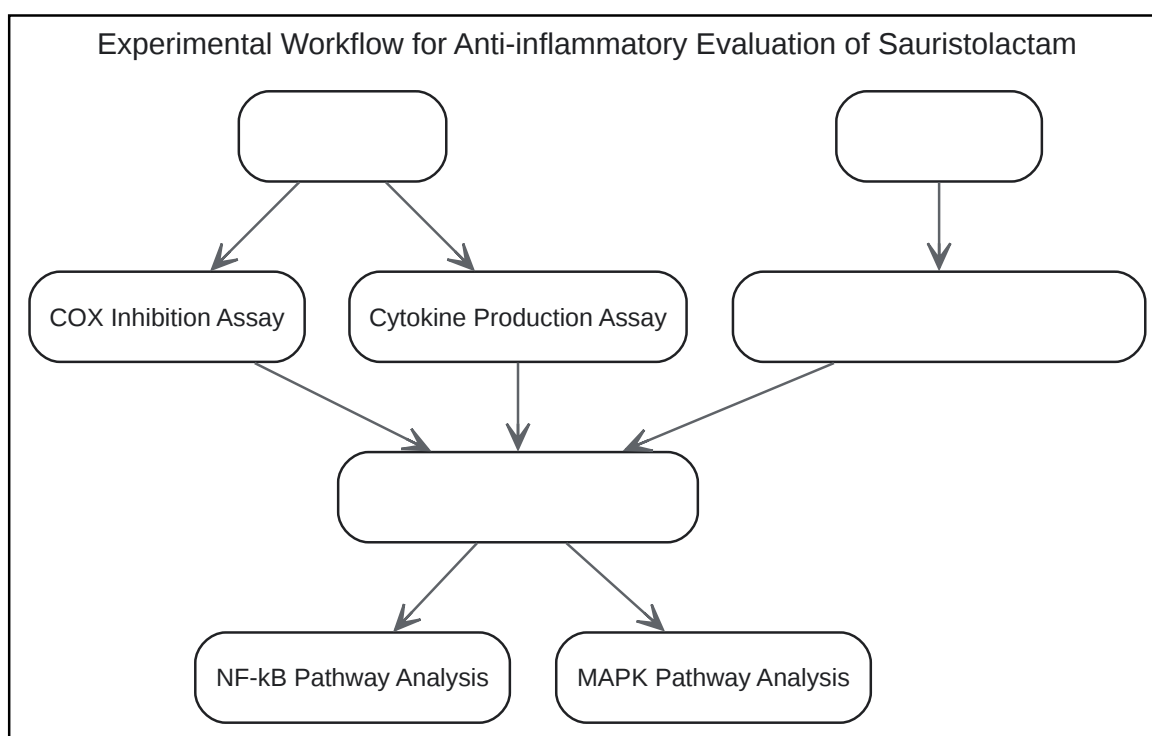 Experimental Workflow for Anti-inflammatory Evaluation of Sauristolactam
COX Inhibition Assay
Cytokine Production Assay
NF-kB Pathway Analysis
MAPK Pathway Analysis